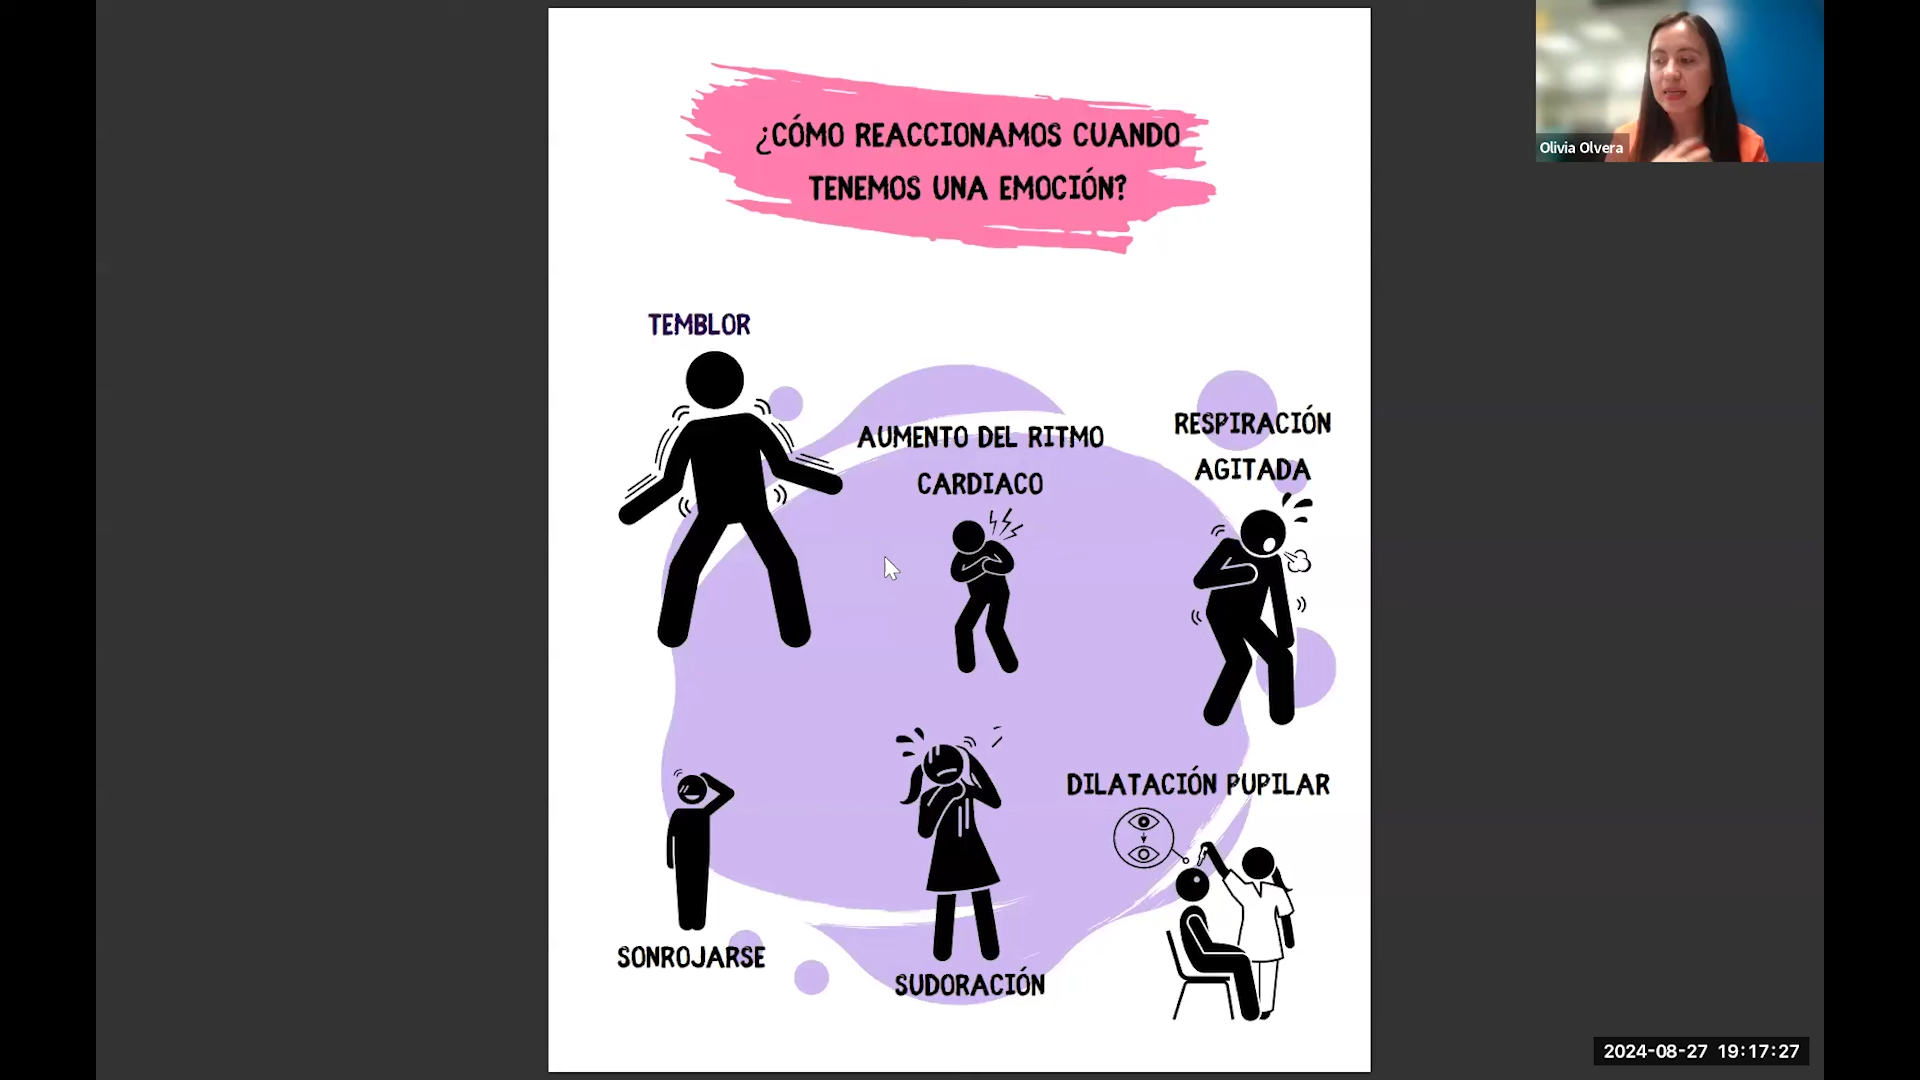 ¿CÓMO REACCIONAMOS CUANDO
TENEMOS UNA EMOCIÓN?
Olivia Olvera
TEMBLOR
AUMENTO DEL RITMO
CARDIACO
RESPIRACIÓN
AGITADA
DILATACIÓN PUPILAR
SONROJARSE
SUDORACIÓN
2024-08-27 19:17:27